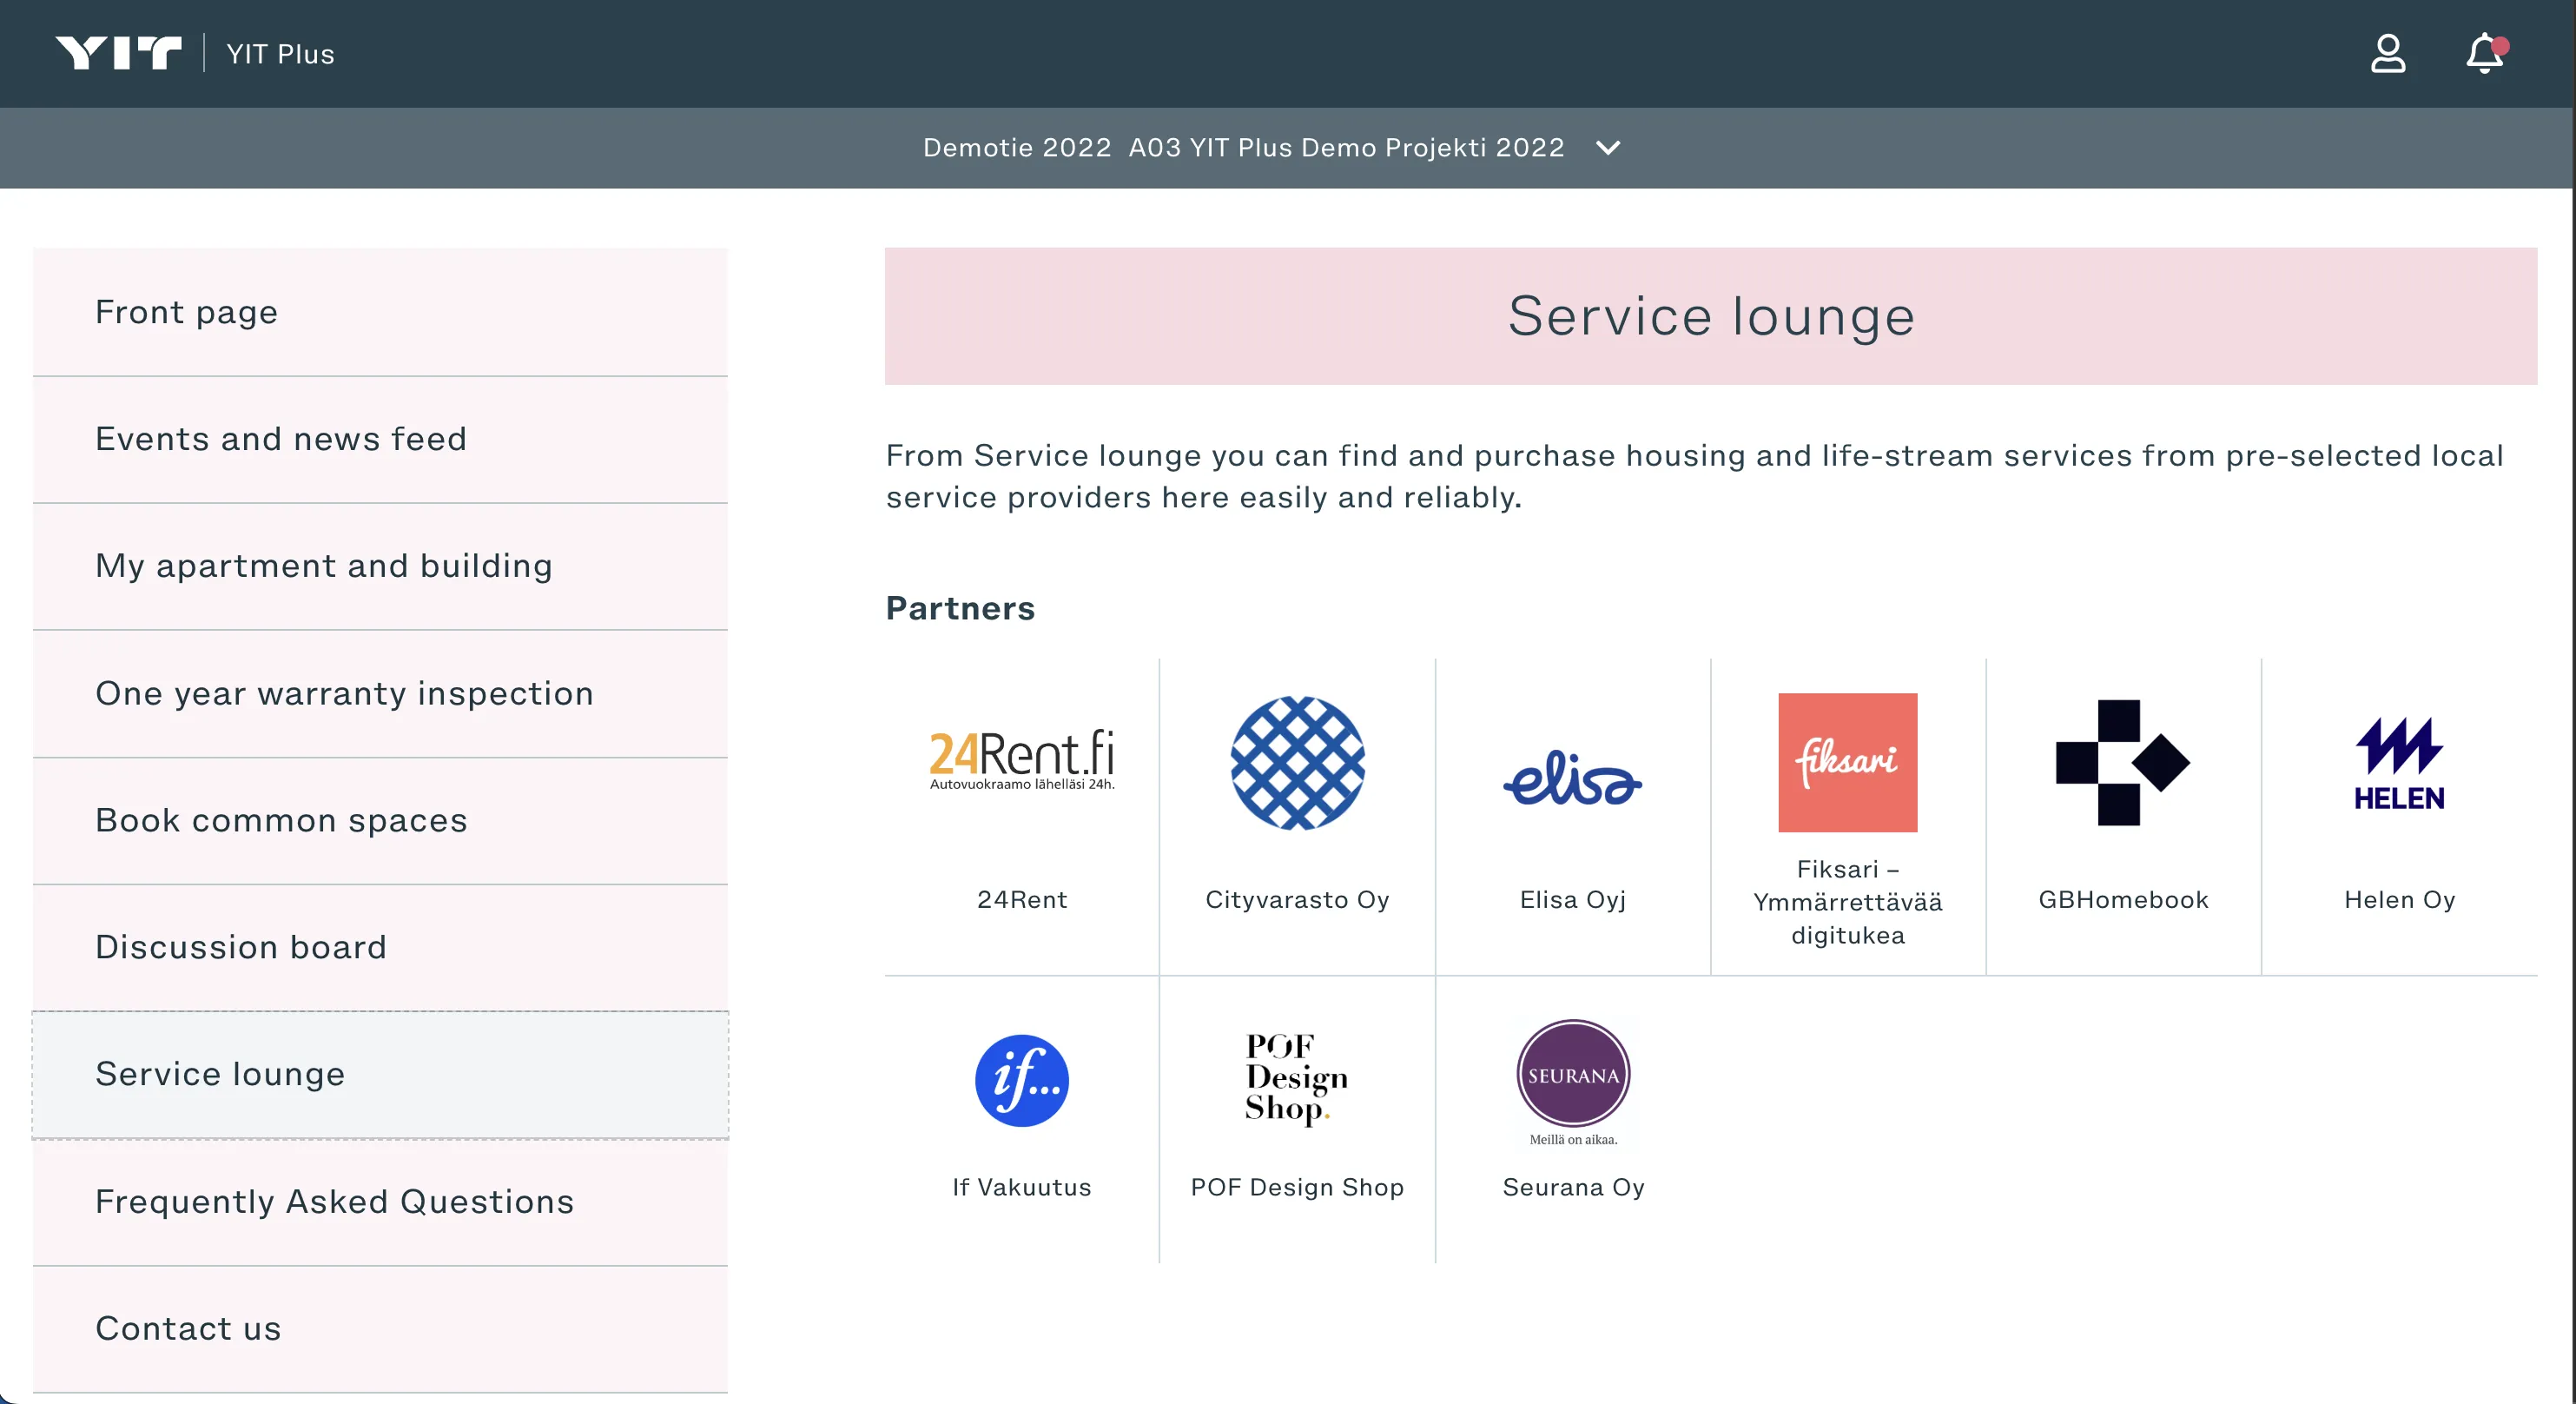 YIT
YIT Plus
Demotie 2022 A03 YIT Plus Demo Projekti 2022
Front page
Events and news feed
My apartment and building
One year warranty inspection
Book common spaces
Discussion board
Service lounge
Frequently Asked Questions
Contact us
Service lounge
From Service lounge you can find and purchase housing and life-stream services from pre-selected local
service providers here easily and reliably.
Partners
24Rent.fi
Autovuokraamo lähelläsi 24h.
24Rent
Cityvarasto Oy
elisa
Elisa Oyj
fiksari
Fiksari –
Ymmärrettävää
digitukea
GBHomebook
HELEN
Helen Oy
if...
If Vakuutus
POF
Design
Shop.
POF Design Shop
SEURANA
Meillä on aikaa.
Seurana Oy